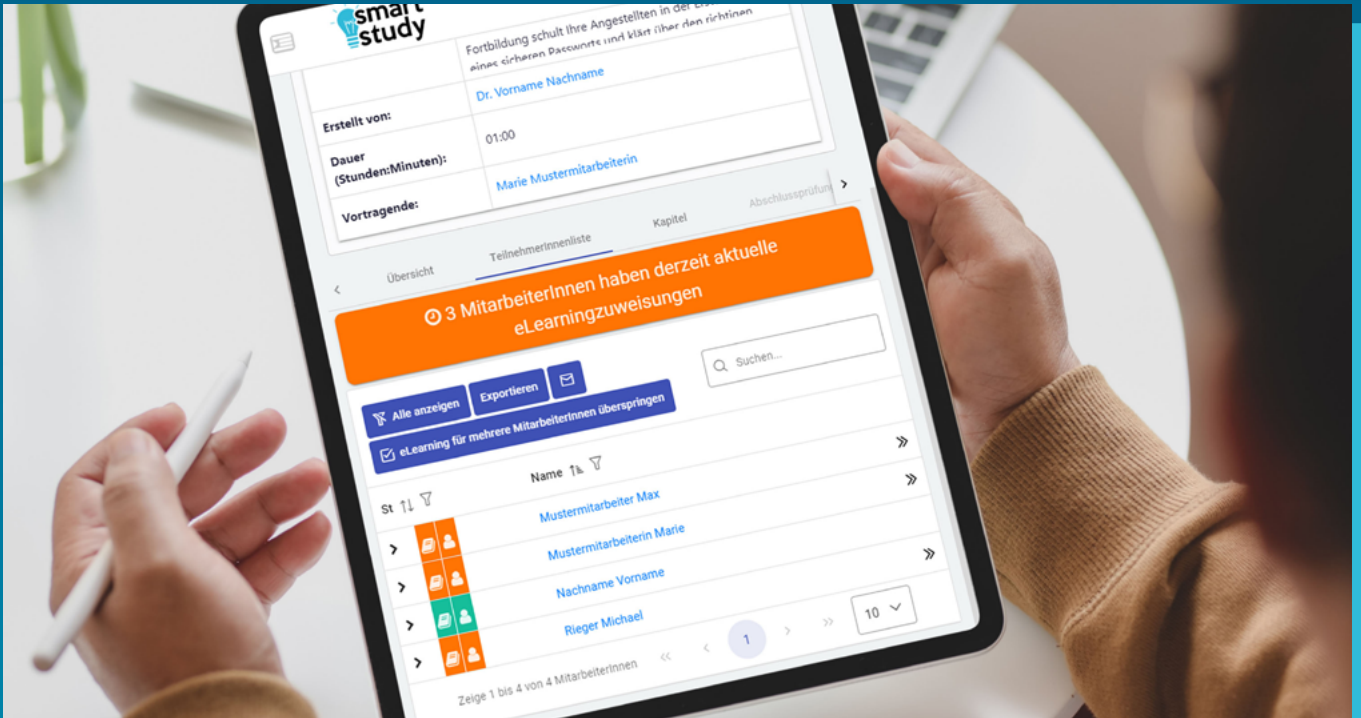 smart
study
Fortbildung schult Ihre Angestellten in der
eines sicheren Passworts und klärt über den richtigen
Erstellt von:
Dr. Vorname Nachname
Dauer
(Stunden:Minuten):
01:00
Vortragende:
Marie Mustermitarbeiterin
Übersicht
TeilnehmerInnenliste
Kapitel
Abschlussprüfung
3 MitarbeiterInnen haben derzeit aktuelle
eLearningzuweisungen
Alle anzeigen
Exportieren
Suchen...
eLearning für mehrere MitarbeiterInnen überspringen
St
Name
Mustermitarbeiter Max
Mustermitarbeiterin Marie
Nachname Vorname
Rieger Michael
Zeige 1 bis 4 von 4 MitarbeiterInnen
1
10